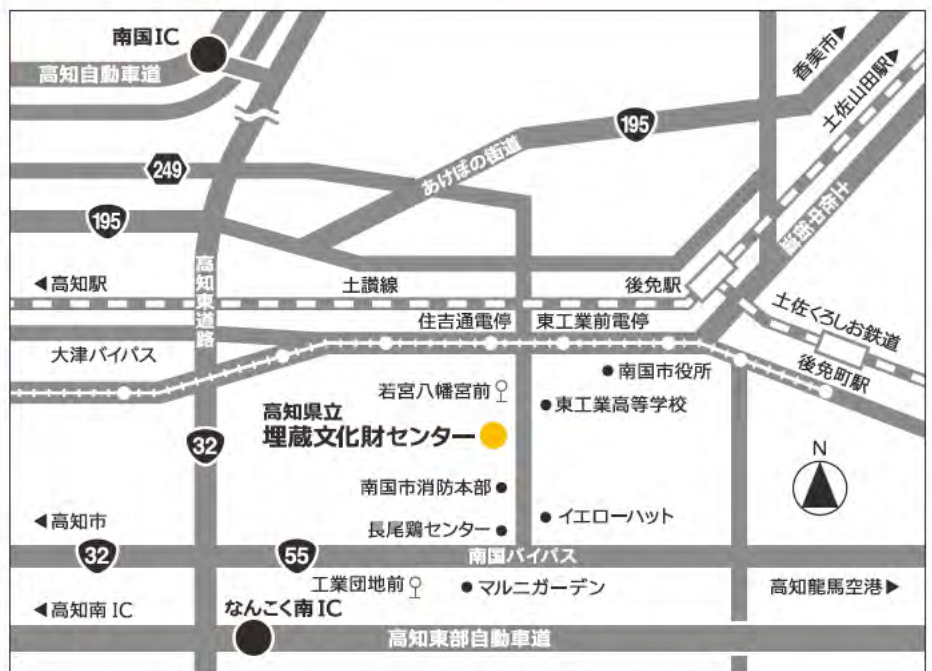 南国IC
高知自動車道
香美市▶
土佐山田駅▶
195
249
あけぼの街道
195
土佐中街道
高知東道路
◀高知駅
土讃線
後免駅
住吉通電停
東工業前電停
土佐くろしお鉄道
大津バイパス
後免町駅
南国市役所
若宮八幡宮前
東工業高等学校
高知県立
埋蔵文化財センター
32
N
南国市消防本部
イエローハット
◀高知市
長尾鶏センター
32
55
南国バイパス
工業団地前
マルニガーデン
高知龍馬空港▶
◀高知南IC
なんこく南IC
高知東部自動車道